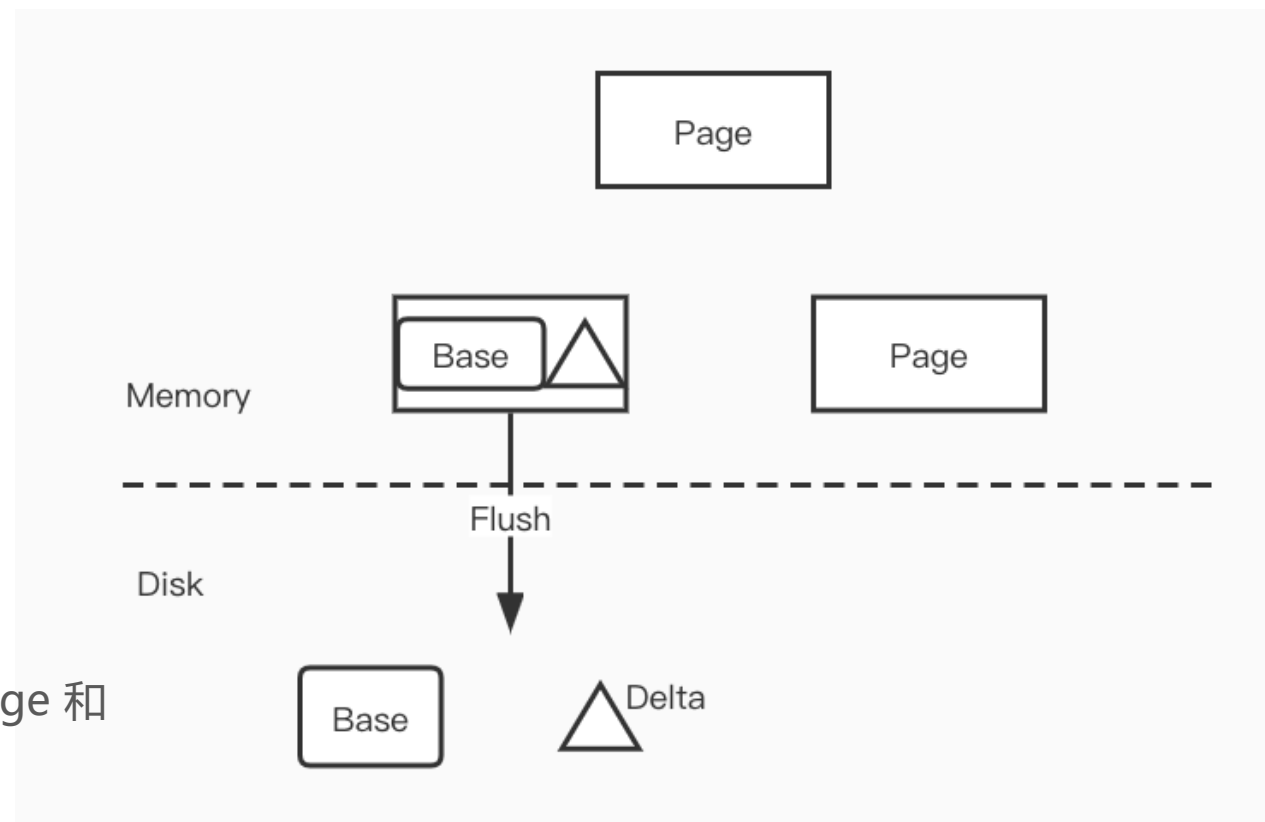 Page
Base
Page
Memory
Flush
Disk
ge 和
Base
Delta